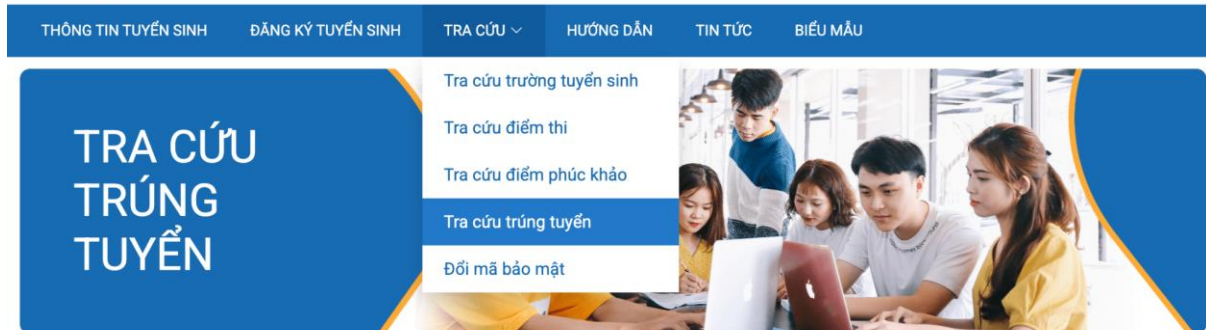 THÔNG TIN TUYỂN SINH
ĐĂNG KÝ TUYỂN SINH
TRA CỨU
HƯỚNG DẪN
TIN TỨC
BIỂU MẪU
Tra cứu trường tuyển sinh
Tra cứu điểm thi
Tra cứu điểm phúc khảo
Tra cứu trúng tuyển
Đổi mã bảo mật
TRA CỨU
TRÚNG
TUYỂN